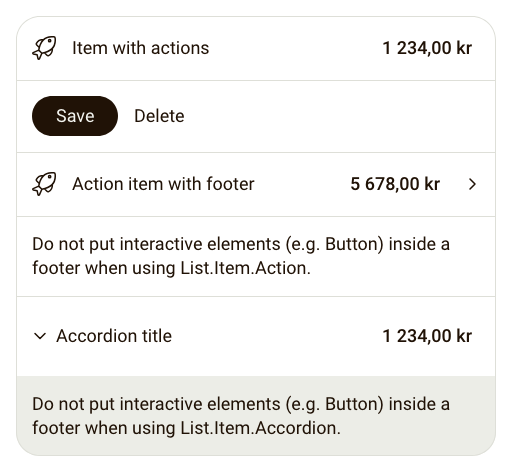 Item with actions 1 234,00 kr
Save Delete
Action item with footer 5 678,00 kr
Do not put interactive elements (e.g. Button) inside a
footer when using List.Item.Action.
Accordion title 1 234,00 kr
Do not put interactive elements (e.g. Button) inside a
footer when using List.Item.Accordion.